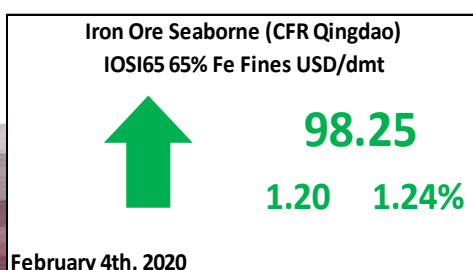 Iron Ore Seaborne (CFR Qingdao)
IOSI65 65% Fe Fines USD/dmt
98.25
1.20 1.24%
February 4th, 2020